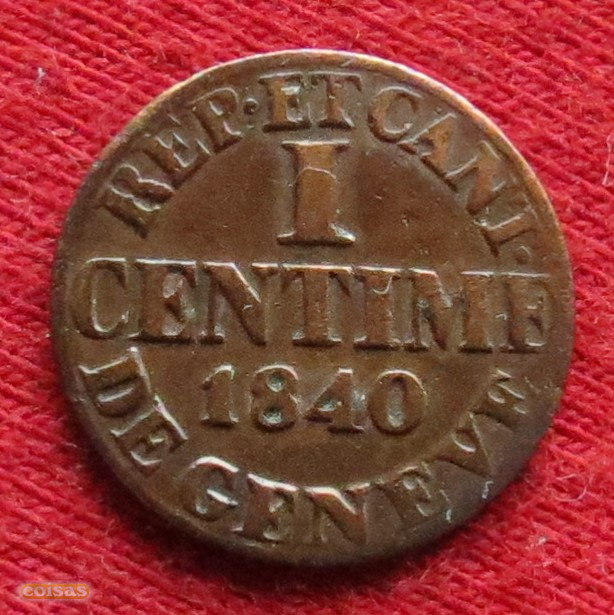 REP·ET CANT·
I
CENTIME
1840
DE GENEVE
coisas